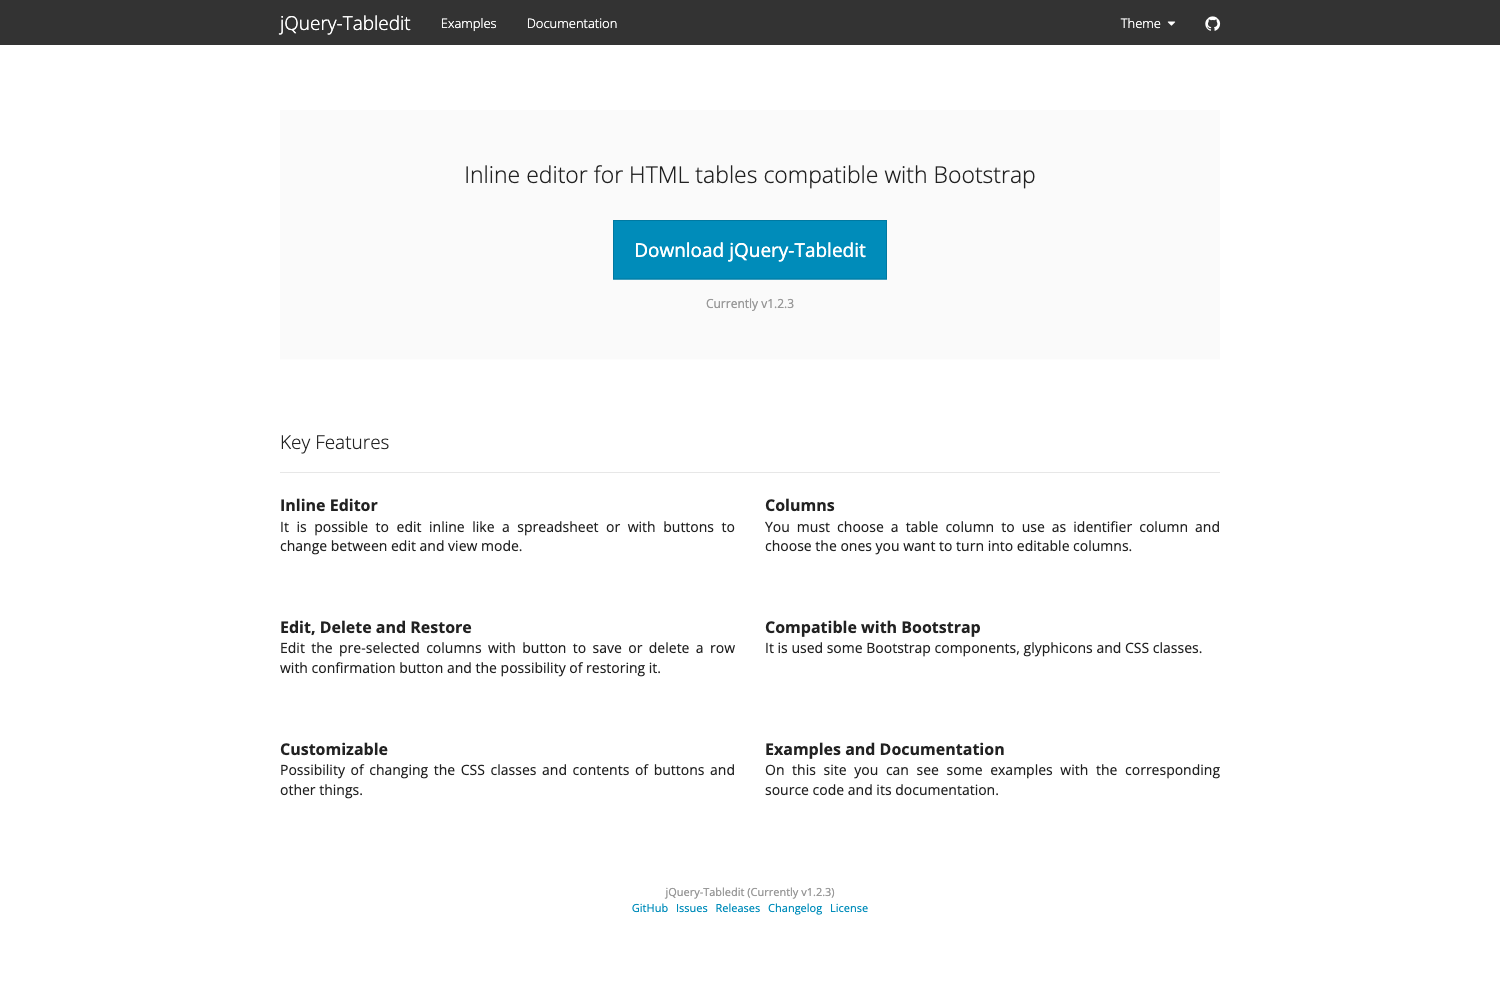 jQuery-Tabledit Examples Documentation Theme
Inline editor for HTML tables compatible with Bootstrap
Download jQuery-Tabledit
Currently v1.2.3
Key Features
Inline Editor
It is possible to edit inline like a spreadsheet or with buttons to
change between edit and view mode.
Columns
You must choose a table column to use as identifier column and
choose the ones you want to turn into editable columns.
Edit, Delete and Restore
Edit the pre-selected columns with button to save or delete a row
with confirmation button and the possibility of restoring it.
Compatible with Bootstrap
It is used some Bootstrap components, glyphicons and CSS classes.
Customizable
Possibility of changing the CSS classes and contents of buttons and
other things.
Examples and Documentation
On this site you can see some examples with the corresponding
source code and its documentation.
jQuery-Tabledit (Currently v1.2.3)
GitHub Issues Releases Changelog License